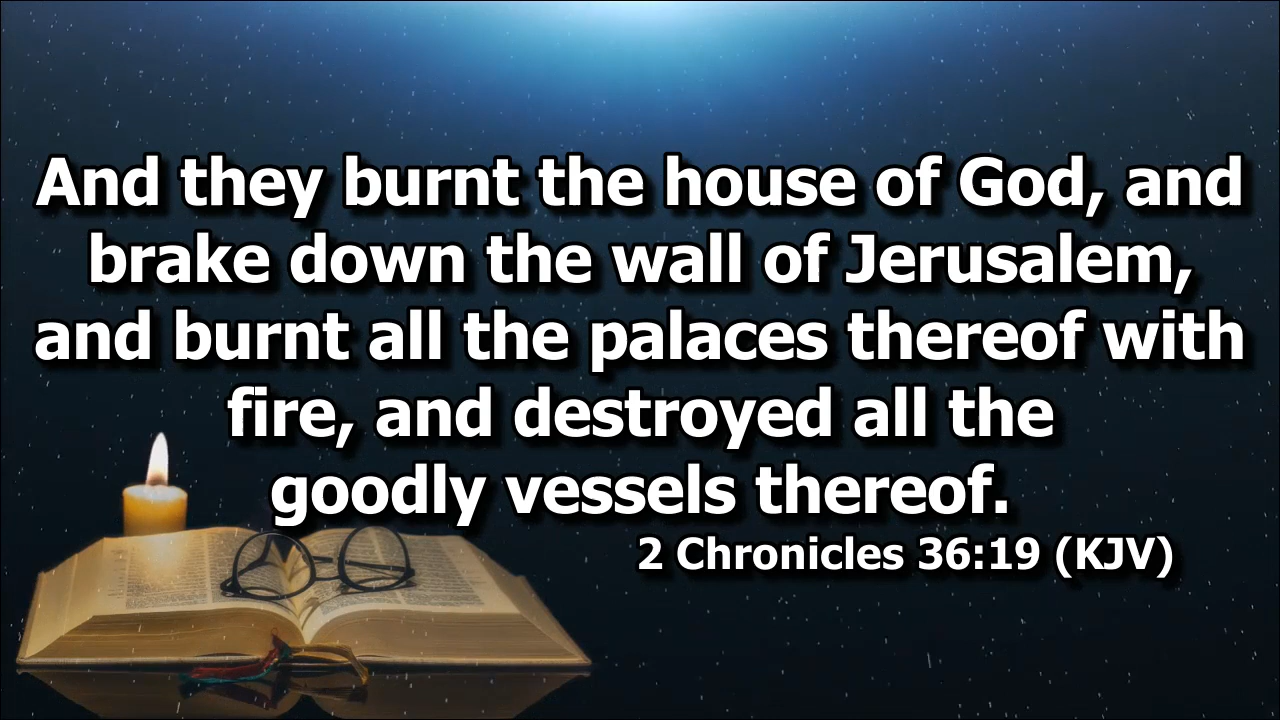 And they burnt the house of God, and
brake down the wall of Jerusalem,
and burnt all the palaces thereof with
fire, and destroyed all the
goodly vessels thereof.
2 Chronicles 36:19 (KJV)